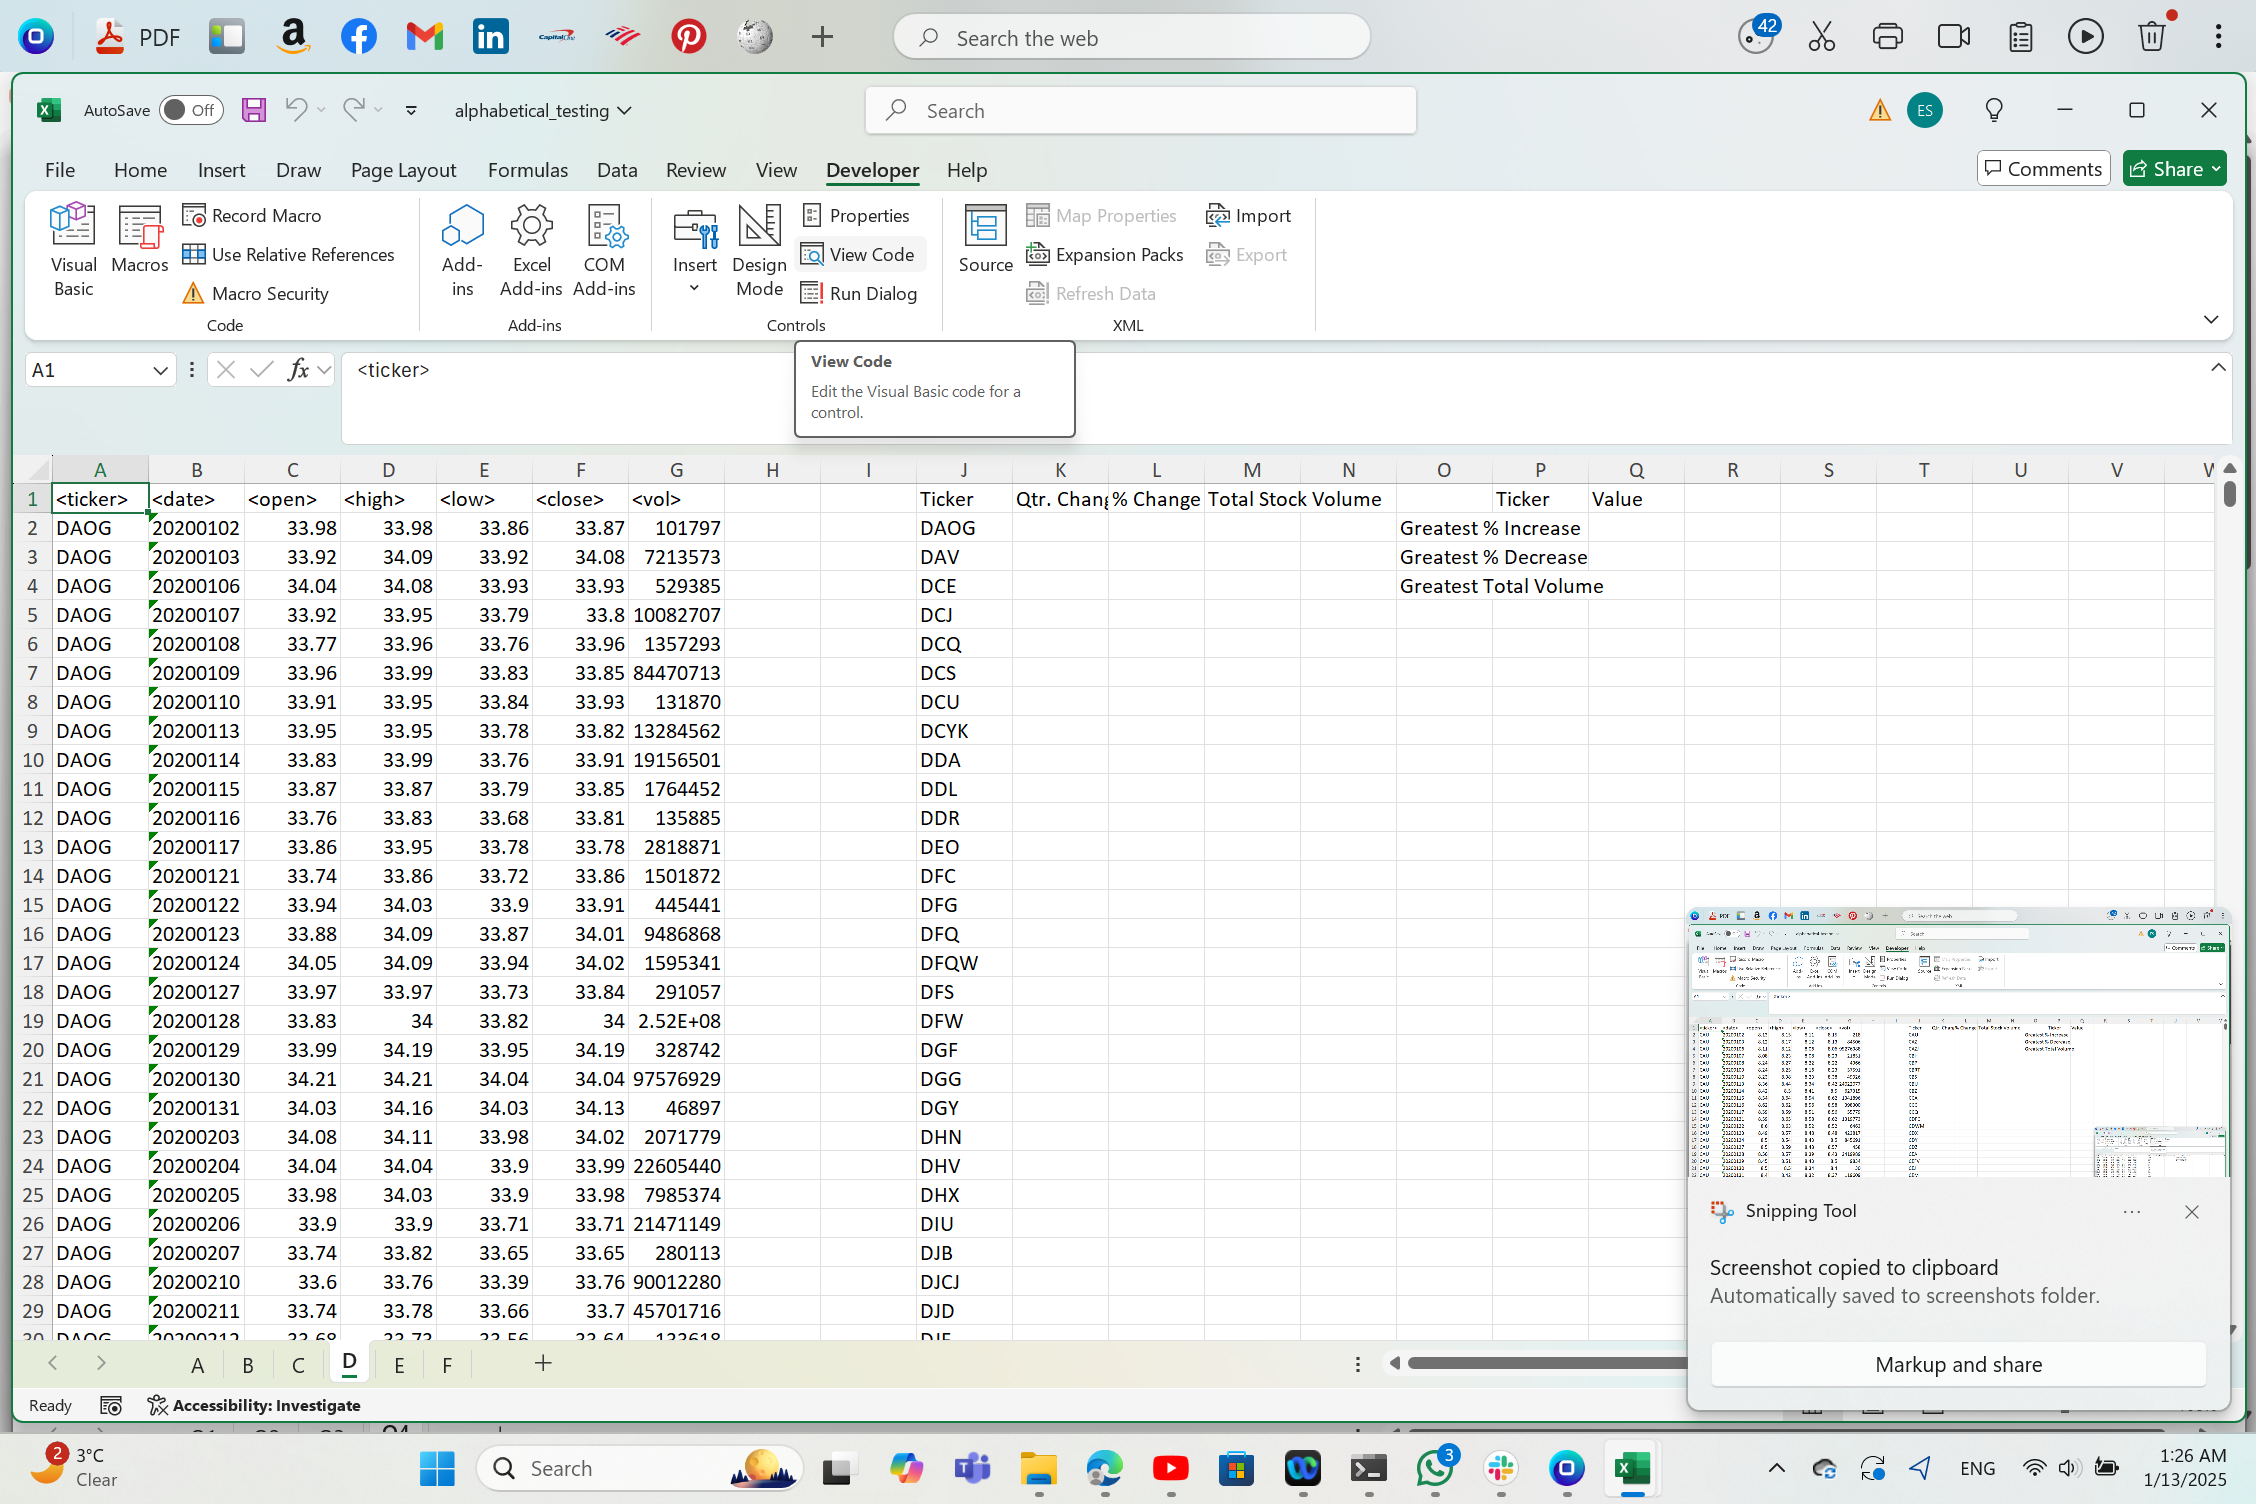 PDF
Search the web
42
AutoSave Off
alphabetical_testing
Search
ES
File Home Insert Draw Page Layout Formulas Data Review View Developer Help
Comments Share
Visual Basic
Macros
Record Macro
Use Relative References
Macro Security
Code
Add-ins
Excel Add-ins
COM Add-ins
Add-ins
Insert
Design Mode
Properties
View Code
Run Dialog
Controls
Source
Map Properties
Expansion Packs
Refresh Data
Import
Export
XML
A1 fx <ticker>
View Code
Edit the Visual Basic code for a
control.
A B C D E F G H I J K L M N O P Q R S T U V W
1 <ticker> <date> <open> <high> <low> <close> <vol> Ticker Qtr. Chang % Change Total Stock Volume Ticker Value
2 DAOG 20200102 33.98 33.98 33.86 33.87 101797 DAOG Greatest % Increase
3 DAOG 20200103 33.92 34.09 33.92 34.08 7213573 DAV Greatest % Decrease
4 DAOG 20200106 34.04 34.08 33.93 33.93 529385 DCE Greatest Total Volume
5 DAOG 20200107 33.92 33.95 33.79 33.8 10082707 DCJ
6 DAOG 20200108 33.77 33.96 33.76 33.96 1357293 DCQ
7 DAOG 20200109 33.96 33.99 33.83 33.85 84470713 DCS
8 DAOG 20200110 33.91 33.95 33.84 33.93 131870 DCU
9 DAOG 20200113 33.95 33.95 33.78 33.82 13284562 DCYK
10 DAOG 20200114 33.83 33.99 33.76 33.91 19156501 DDA
11 DAOG 20200115 33.87 33.87 33.79 33.85 1764452 DDL
12 DAOG 20200116 33.76 33.83 33.68 33.81 135885 DDR
13 DAOG 20200117 33.86 33.95 33.78 33.78 2818871 DEO
14 DAOG 20200121 33.74 33.86 33.72 33.86 1501872 DFC
15 DAOG 20200122 33.94 34.03 33.9 33.91 445441 DFG
16 DAOG 20200123 33.88 34.09 33.87 34.01 9486868 DFQ
17 DAOG 20200124 34.05 34.09 33.94 34.02 1595341 DFQW
18 DAOG 20200127 33.97 33.97 33.73 33.84 291057 DFS
19 DAOG 20200128 33.83 34 33.82 34 2.52E+08 DFW
20 DAOG 20200129 33.99 34.19 33.95 34.19 328742 DGF
21 DAOG 20200130 34.21 34.21 34.04 34.04 97576929 DGG
22 DAOG 20200131 34.03 34.16 34.03 34.13 46897 DGY
23 DAOG 20200203 34.08 34.11 33.98 34.02 2071779 DHN
24 DAOG 20200204 34.04 34.04 33.9 33.99 22605440 DHV
25 DAOG 20200205 33.98 34.03 33.9 33.98 7985374 DHX
26 DAOG 20200206 33.9 33.9 33.71 33.71 21471149 DIU
27 DAOG 20200207 33.74 33.82 33.65 33.65 280113 DJB
28 DAOG 20200210 33.6 33.76 33.39 33.76 90012280 DJCJ
29 DAOG 20200211 33.74 33.78 33.66 33.7 45701716 DJD
Snipping Tool
Screenshot copied to clipboard
Automatically saved to screenshots folder.
Markup and share
A B C D E F
Ready Accessibility: Investigate
2
3°C
Clear
Search
3
ENG
1:26 AM
1/13/2025